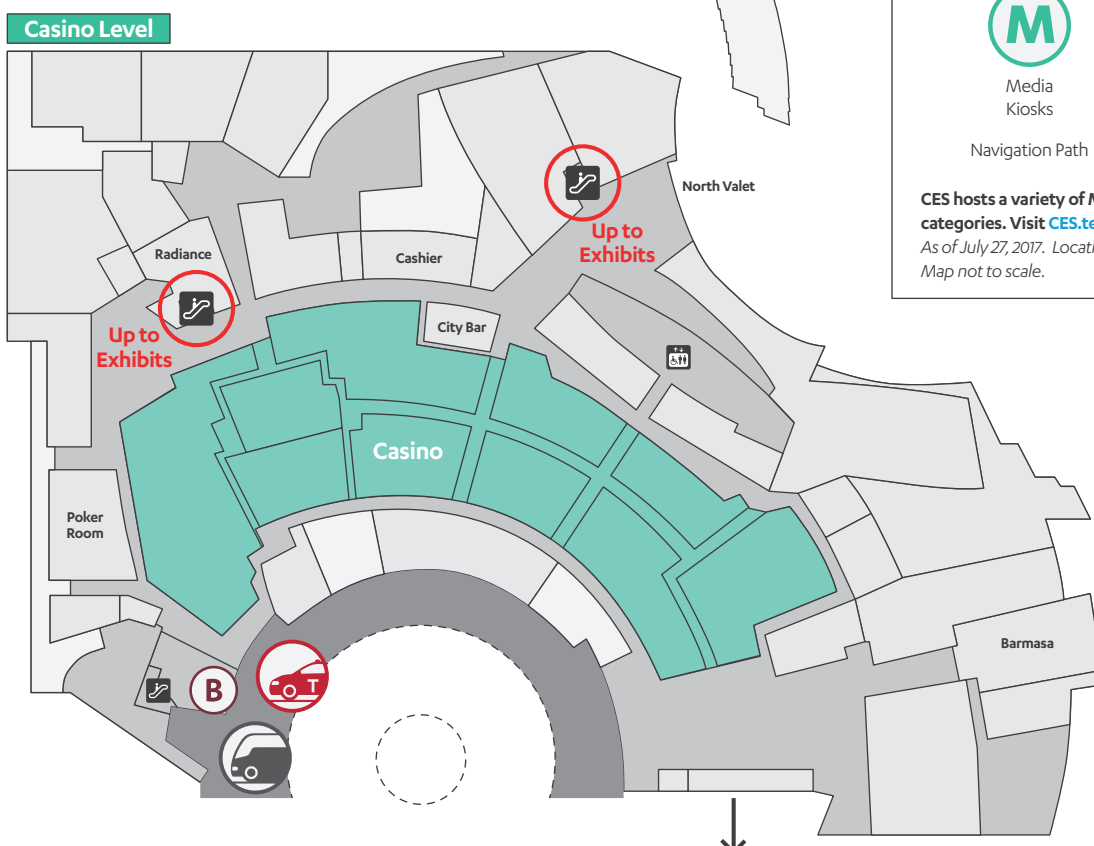 Casino Level
M
Media
Kiosks
Navigation Path
CES hosts a variety of M
categories. Visit CES.te
As of July 27, 2017. Locati
Map not to scale.
North Valet
Up to
Exhibits
Radiance
Cashier
Up to
Exhibits
City Bar
Casino
Poker
Room
Barmasa
B
T